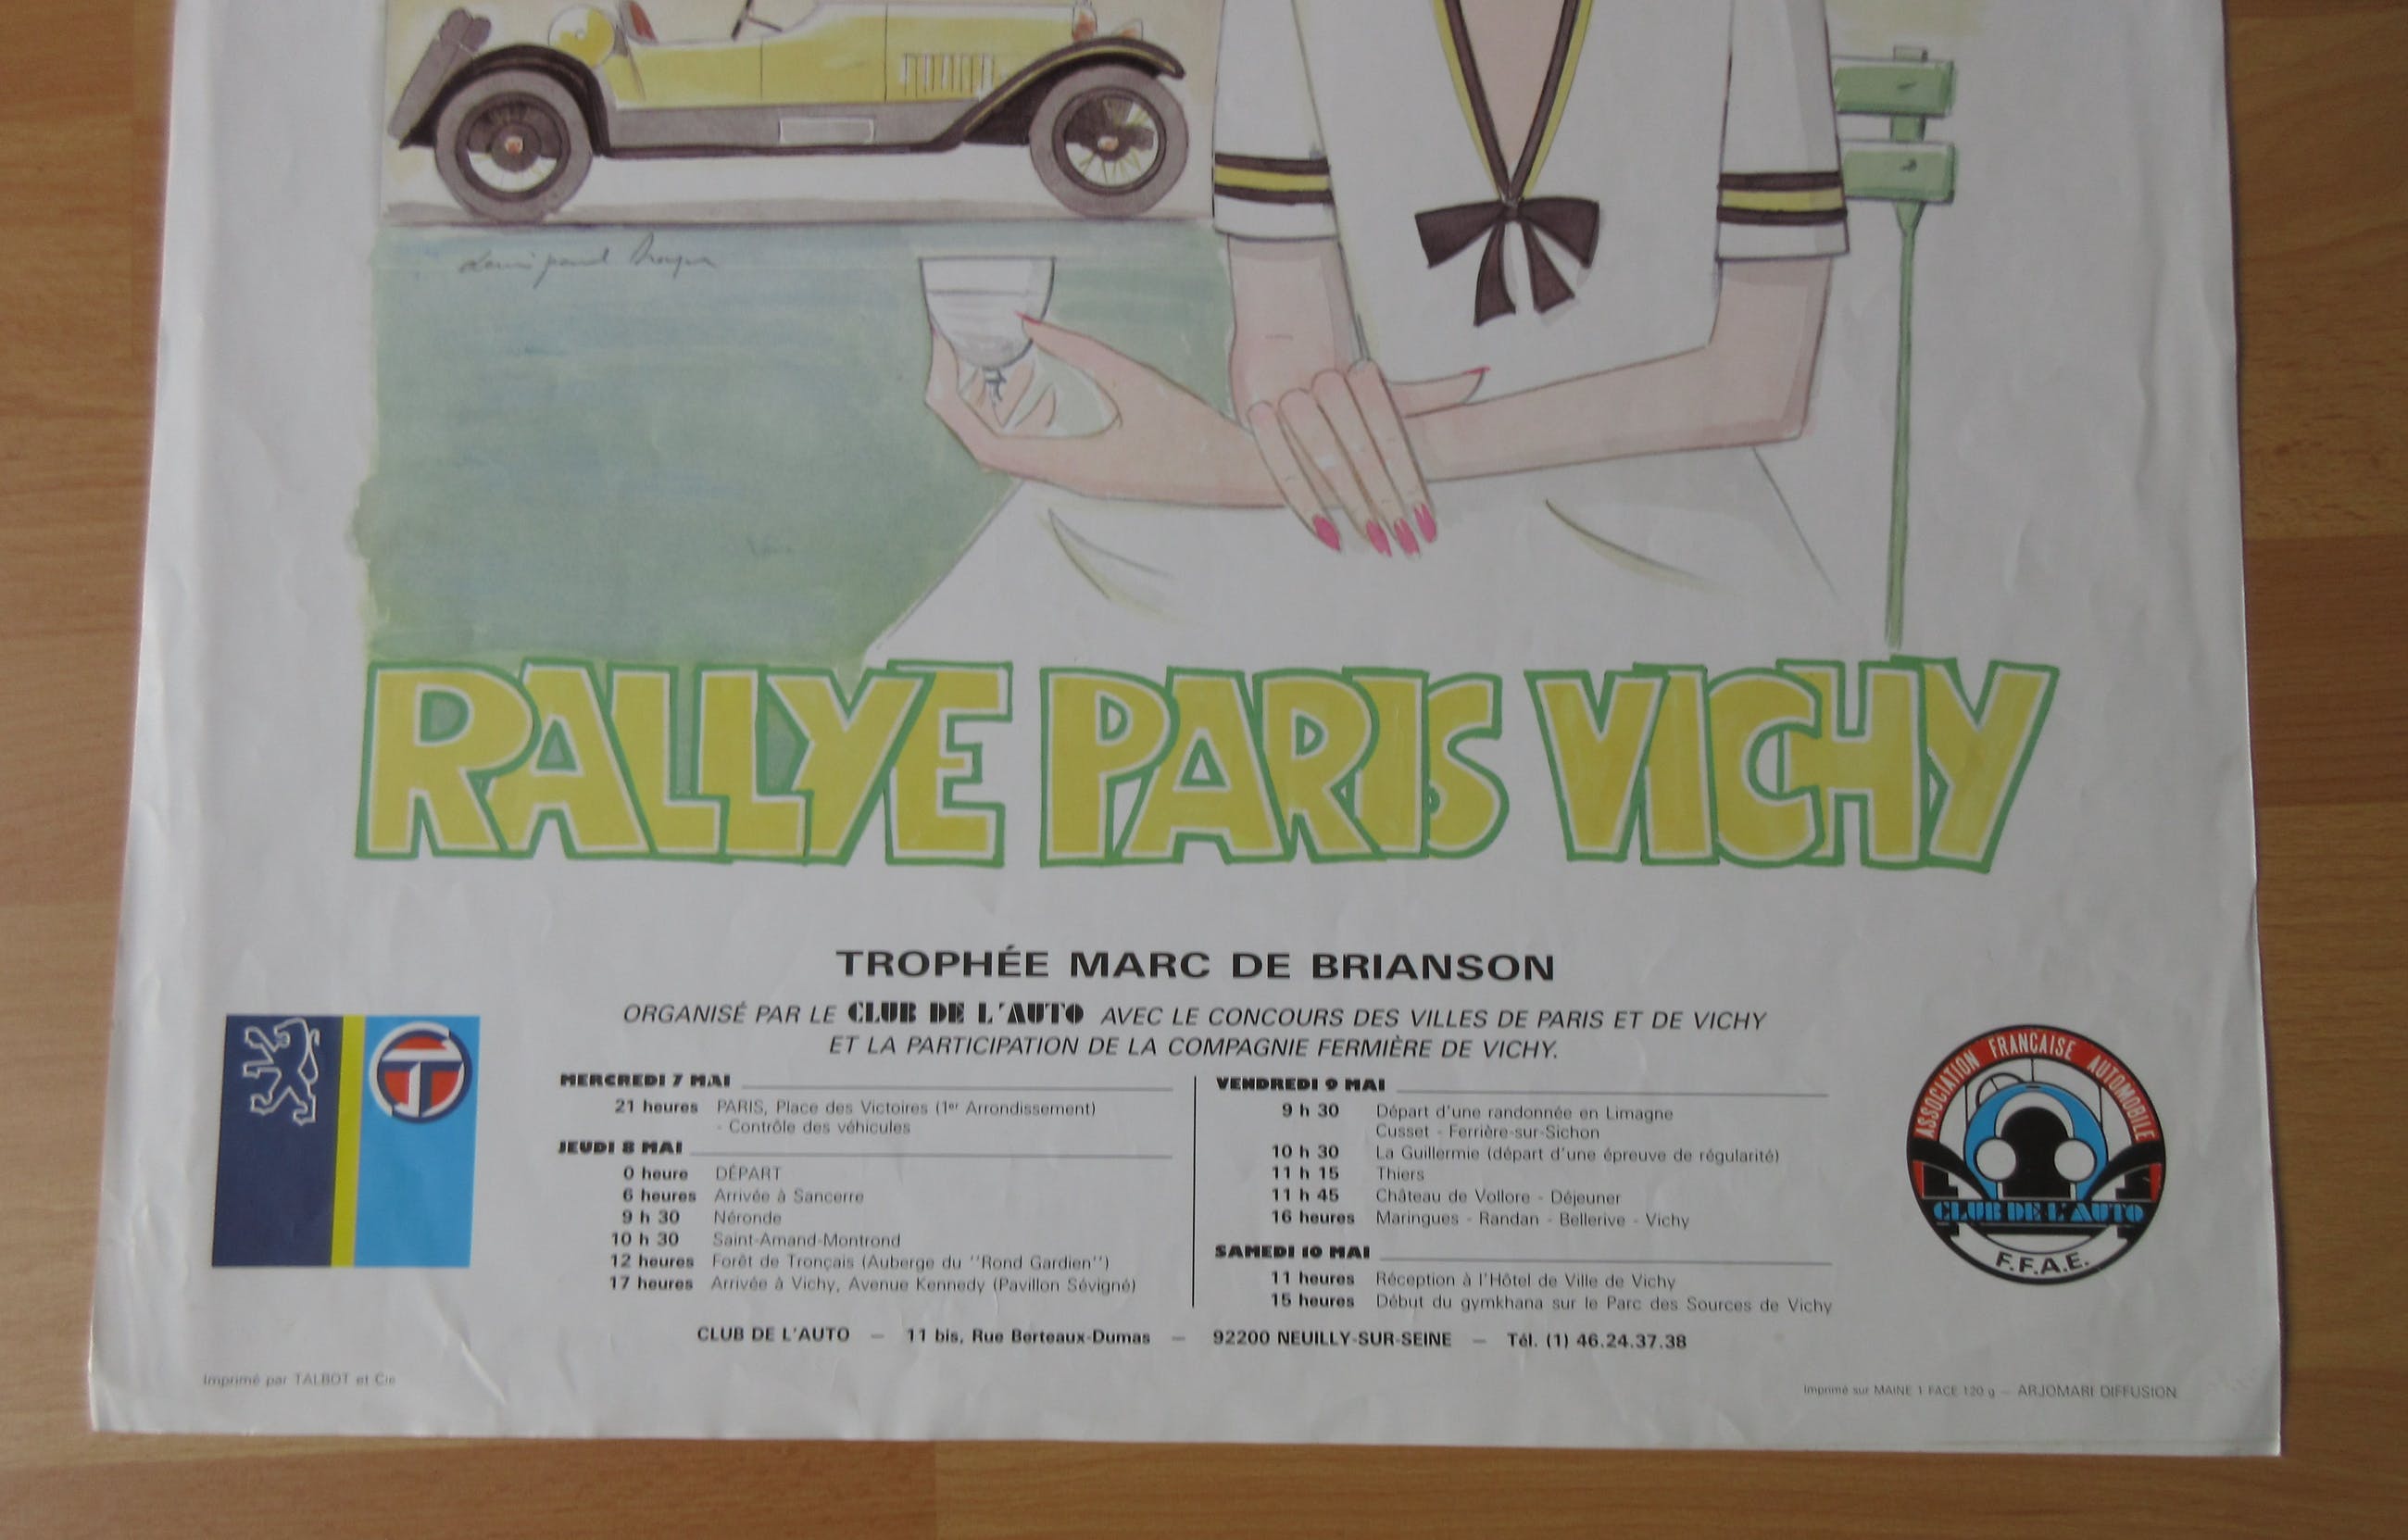 RALLYE PARIS VICHY
TROPHÉE MARC DE BRIANSON
ORGANISÉ PAR LE CLUB DE L'AUTO AVEC LE CONCOURS DES VILLES DE PARIS ET DE VICHY
ET LA PARTICIPATION DE LA COMPAGNIE FERMIÈRE DE VICHY.
MERCREDI 7 MAI
21 heures PARIS, Place des Victoires (1er Arrondissement)
- Contrôle des véhicules
JEUDI 8 MAI
0 heure DÉPART
6 heures Arrivée à Sancerre
9 h 30 Néronde
10 h 30 Saint-Amand-Montrond
12 heures Forêt de Tronçais (Auberge du ''Rond Gardien'')
17 heures Arrivée à Vichy, Avenue Kennedy (Pavillon Sévigné)
VENDREDI 9 MAI
9 h 30 Départ d'une randonnée en Limagne
Cusset - Ferrière-sur-Sichon
10 h 30 La Guillermie (départ d'une épreuve de régularité)
11 h 15 Thiers
11 h 45 Château de Vollore - Déjeuner
16 heures Maringues - Randan - Bellerive - Vichy
SAMEDI 10 MAI
11 heures Réception à l'Hôtel de Ville de Vichy
15 heures Début du gymkhana sur le Parc des Sources de Vichy
ASSOCIATION FRANÇAISE AUTOMOBILE
CLUB DE L'AUTO
F.F.A.E.
CLUB DE L'AUTO — 11 bis, Rue Berteaux-Dumas — 92200 NEUILLY-SUR-SEINE — Tél. (1) 46.24.37.38
Imprimé par TALBOT et Cie
Imprimé sur MAINE 1 FACE 120 g — ARJOMARI DIFFUSION